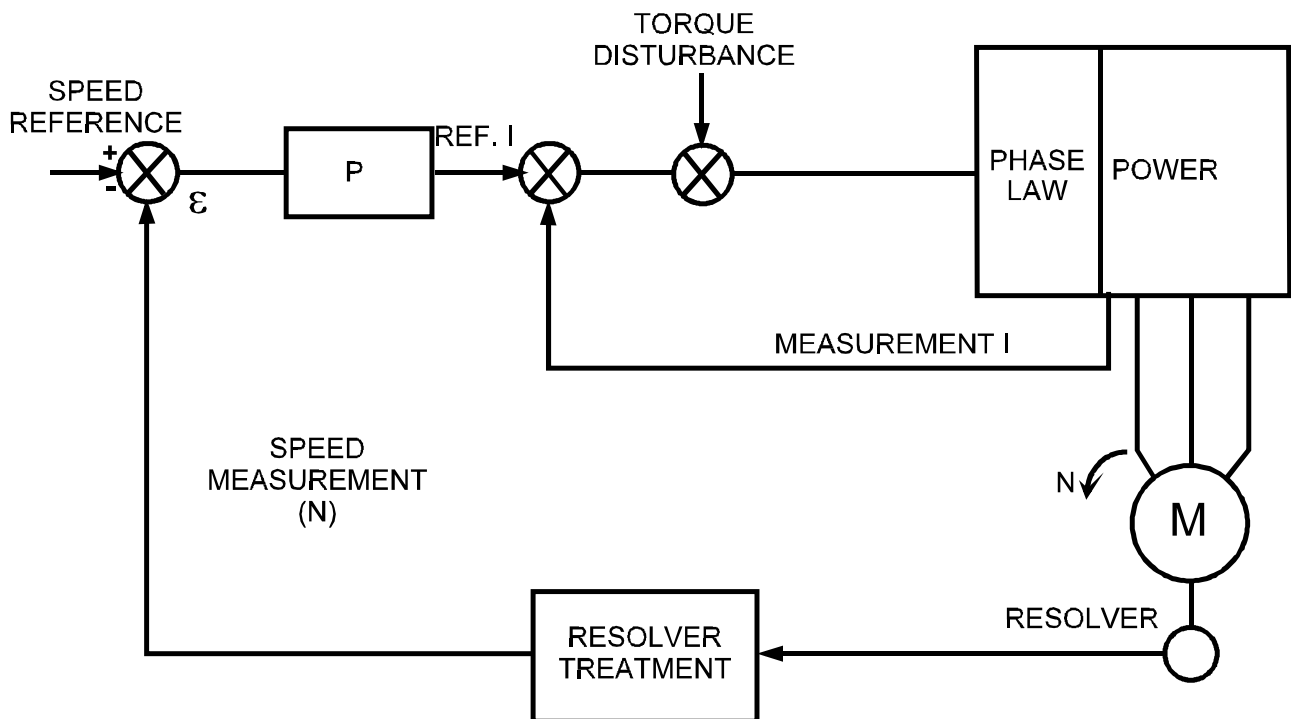 TORQUE
DISTURBANCE
SPEED
REFERENCE
+
-
ε
P
REF. I
PHASE
LAW
POWER
MEASUREMENT I
SPEED
MEASUREMENT
(N)
N
M
RESOLVER
RESOLVER
TREATMENT